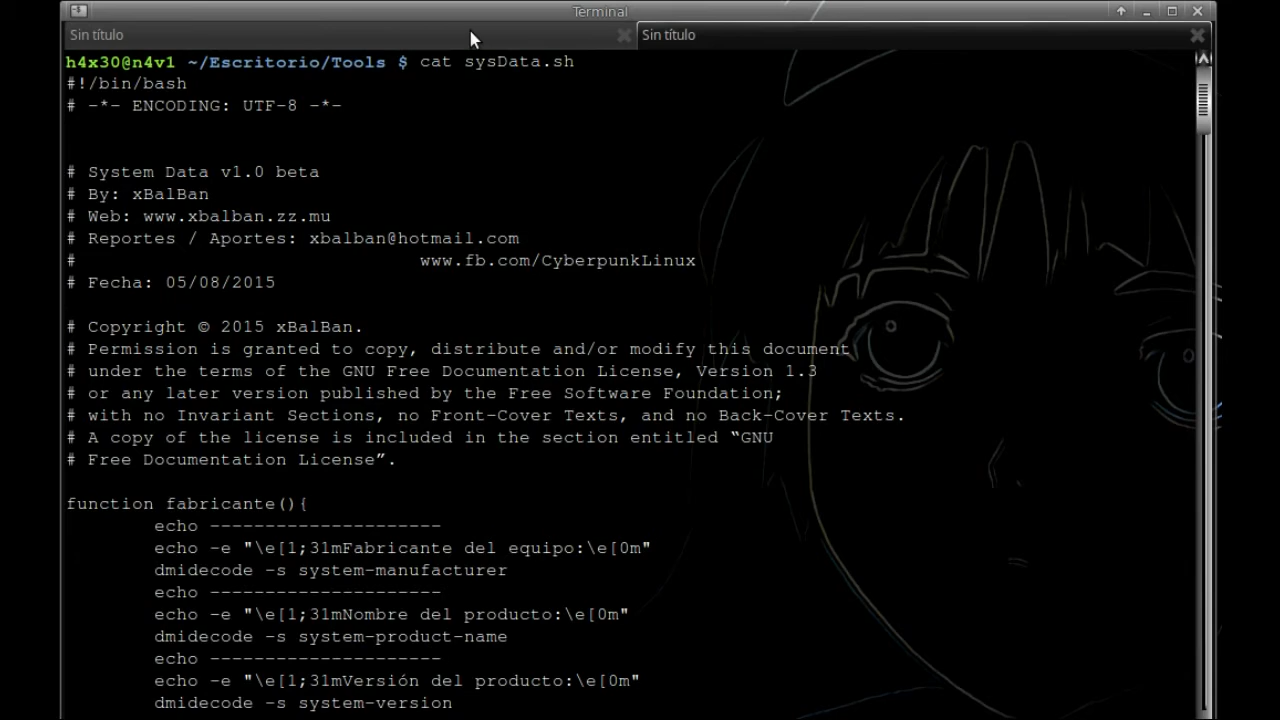 Terminal
Sin título
Sin título
h4x30@n4v1 ~/Escritorio/Tools $ cat sysData.sh
#!/bin/bash
# -*- ENCODING: UTF-8 -*-
# System Data v1.0 beta
# By: xBalBan
# Web: www.xbalban.zz.mu
# Reportes / Aportes: xbalban@hotmail.com
# www.fb.com/CyberpunkLinux
# Fecha: 05/08/2015
# Copyright © 2015 xBalBan.
# Permission is granted to copy, distribute and/or modify this document
# under the terms of the GNU Free Documentation License, Version 1.3
# or any later version published by the Free Software Foundation;
# with no Invariant Sections, no Front-Cover Texts, and no Back-Cover Texts.
# A copy of the license is included in the section entitled “GNU
# Free Documentation License”.
function fabricante(){
echo ---------------------
echo -e "\e[1;31mFabricante del equipo:\e[0m"
dmidecode -s system-manufacturer
echo ---------------------
echo -e "\e[1;31mNombre del producto:\e[0m"
dmidecode -s system-product-name
echo ---------------------
echo -e "\e[1;31mVersión del producto:\e[0m"
dmidecode -s system-version